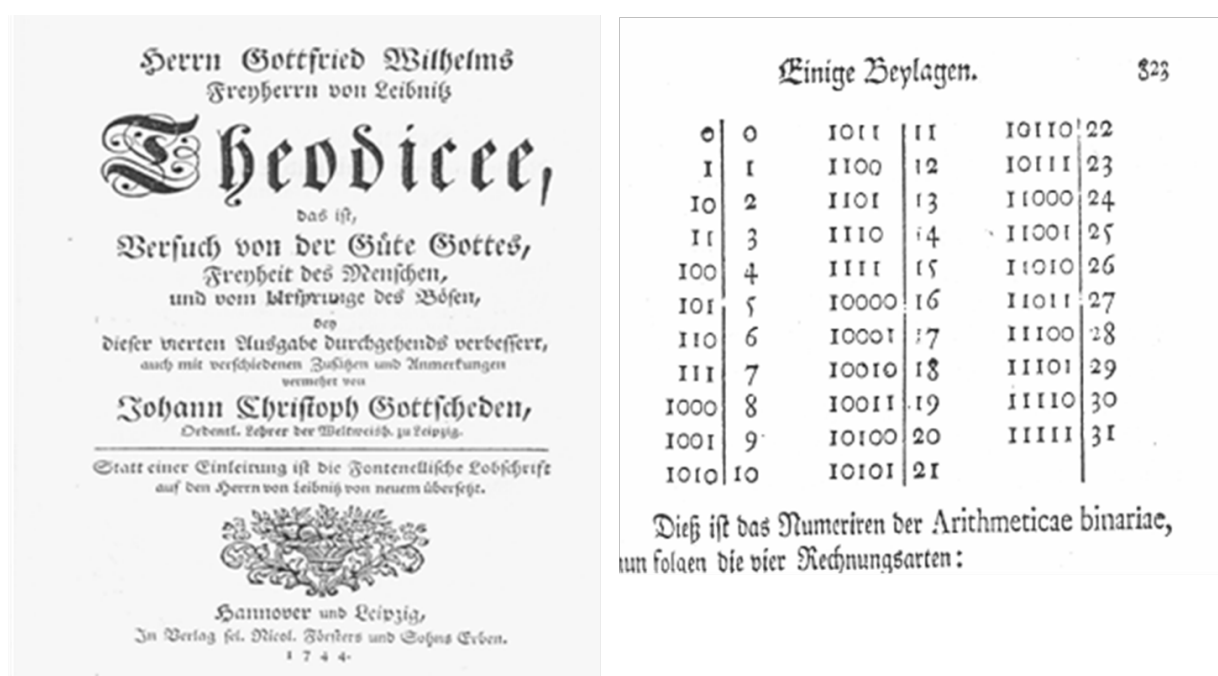 Herrn Gottfried Wilhelms
Freyherrn von Leibnitz
Theodicee,
das ist,
Versuch von der Gůte Gottes,
Freyheit des Menschen,
und vom Ursprunge des Bösen,
bey
dieser vierten Ausgabe durchgehends verbessert,
auch mit verschiedenen Zusätzen und Anmerkungen
vermehrt von
Johann Christoph Gottscheden,
Ordentl. Lehrer der Weltweish. zu Leipzig.
Statt einer Einleitung ist die Fontenellische Lobschrift
auf den Herrn von Leibnitz von neuem übersetzt.
Hannover und Leipzig,
In Verlag sel. Nicol. Försters und Sohns Erben.
1744.
Einige Beylagen. 823
0 0 1011 11 10110 22
1 1 1100 12 10111 23
10 2 1101 13 11000 24
11 3 1110 14 11001 25
100 4 1111 15 11010 26
101 5 10000 16 11011 27
110 6 10001 17 11100 28
111 7 10010 18 11101 29
1000 8 10011 19 11110 30
1001 9 10100 20 11111 31
1010 10 10101 21
Dieß ist das Numeriren der Arithmeticae binariae,
nun folgen die vier Rechnungsarten: